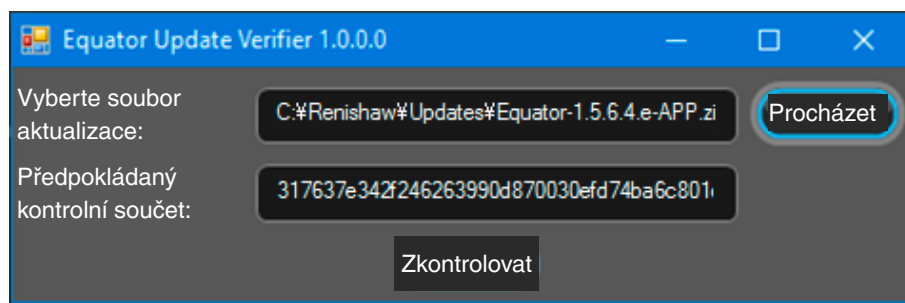 Equator Update Verifier 1.0.0.0
Vyberte soubor
aktualizace:
C:¥Renishaw¥Updates¥Equator-1.5.6.4.e-APP.zi
Procházet
Předpokládaný
kontrolní součet:
317637e342f246263990d870030efd74ba6c801
Zkontrolovat